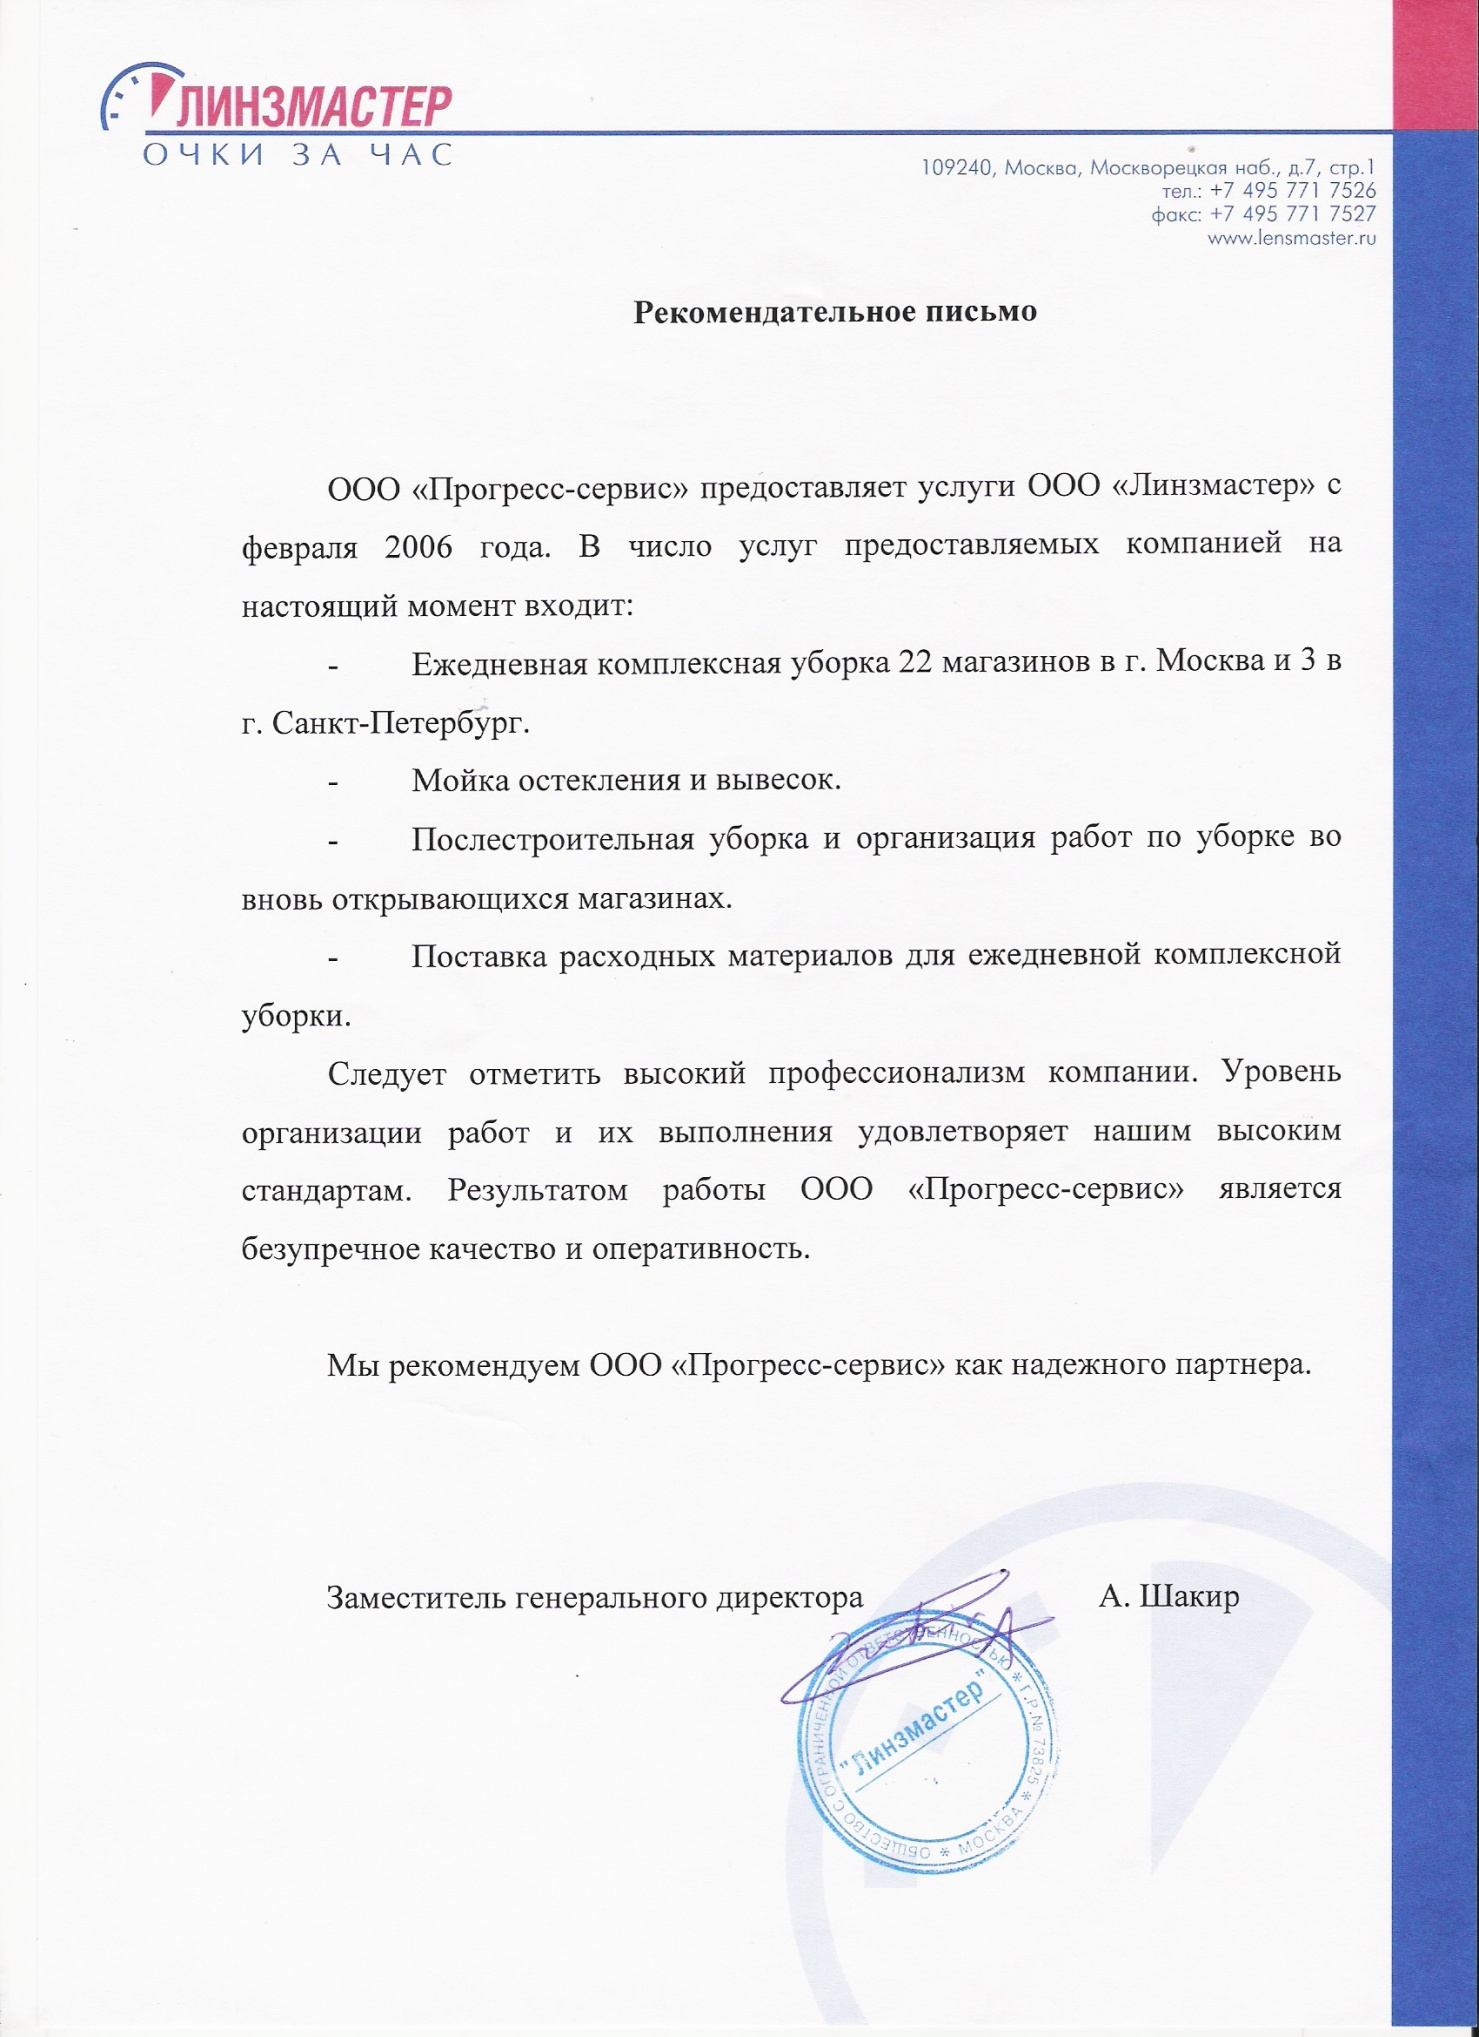 ЛИНЗМАСТЕР
ОЧКИ ЗА ЧАС
109240, Москва, Москворецкая наб., д.7, стр.1
тел.: +7 495 771 7526
факс: +7 495 771 7527
www.lensmaster.ru
Рекомендательное письмо
ООО «Прогресс-сервис» предоставляет услуги ООО «Линзмастер» с
февраля 2006 года. В число услуг предоставляемых компанией на
настоящий момент входит:
- Ежедневная комплексная уборка 22 магазинов в г. Москва и 3 в
г. Санкт-Петербург.
- Мойка остекления и вывесок.
- Послестроительная уборка и организация работ по уборке во
вновь открывающихся магазинах.
- Поставка расходных материалов для ежедневной комплексной
уборки.
Следует отметить высокий профессионализм компании. Уровень
организации работ и их выполнения удовлетворяет нашим высоким
стандартам. Результатом работы ООО «Прогресс-сервис» является
безупречное качество и оперативность.
Мы рекомендуем ООО «Прогресс-сервис» как надежного партнера.
Заместитель генерального директора А. Шакир
ОБЩЕСТВО С ОГРАНИЧЕННОЙ ОТВЕТСТВЕННОСТЬЮ * Г.Р.№ 73825 * МОСКВА *
"Линзмастер"